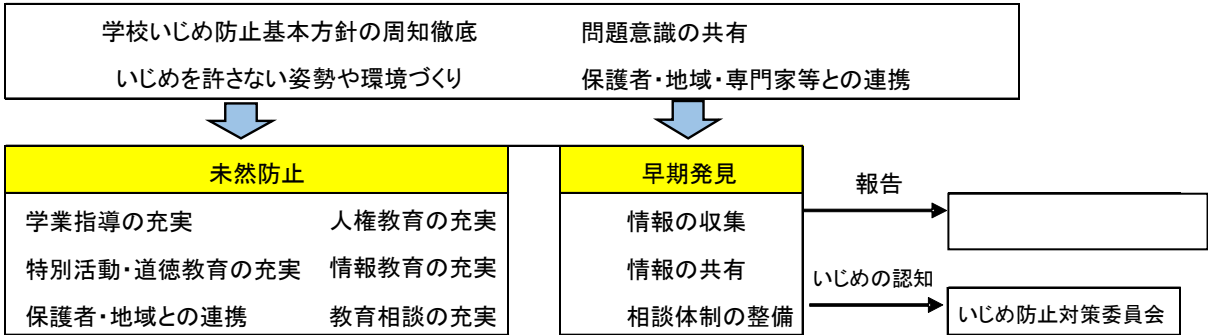 学校いじめ防止基本方針の周知徹底 問題意識の共有
いじめを許さない姿勢や環境づくり 保護者・地域・専門家等との連携
未然防止
学業指導の充実 人権教育の充実
特別活動・道徳教育の充実 情報教育の充実
保護者・地域との連携 教育相談の充実
早期発見
情報の収集
情報の共有
相談体制の整備
報告
いじめの認知
いじめ防止対策委員会